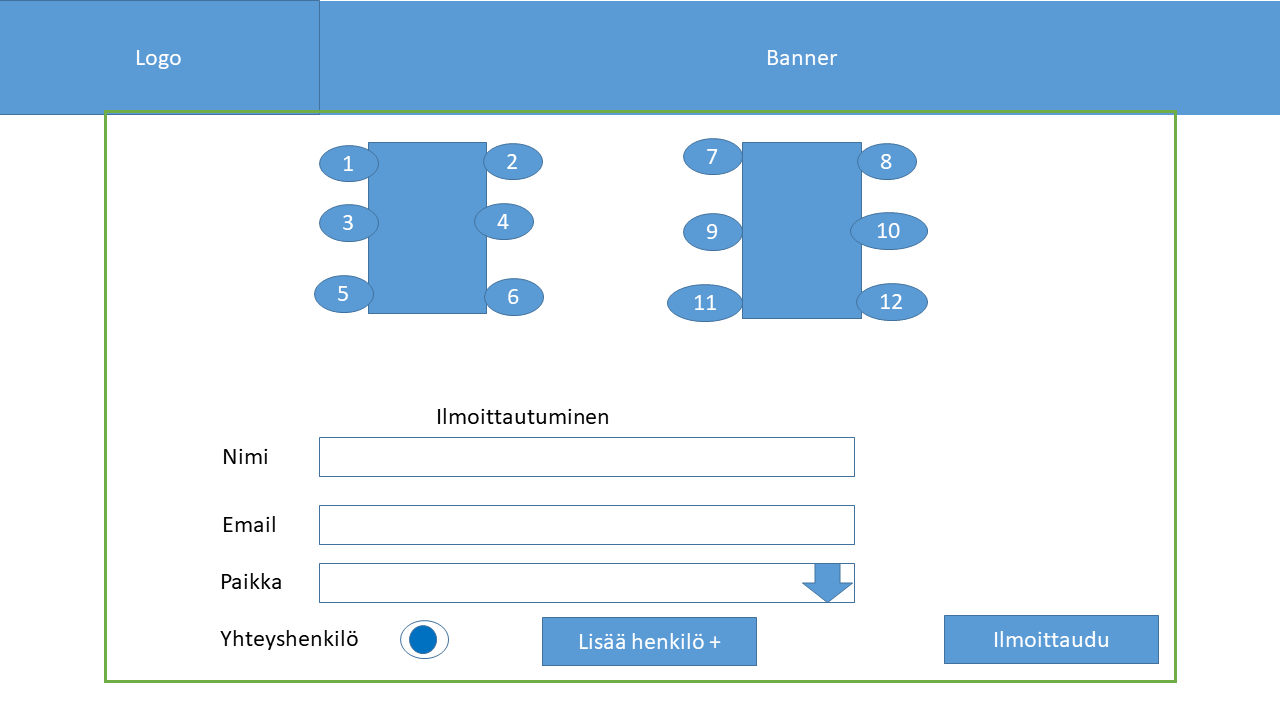 Logo
Banner
1
2
7
8
3
4
9
10
5
6
11
12
Ilmoittautuminen
Nimi
Email
Paikka
Yhteyshenkilö
Lisää henkilö +
Ilmoittaudu